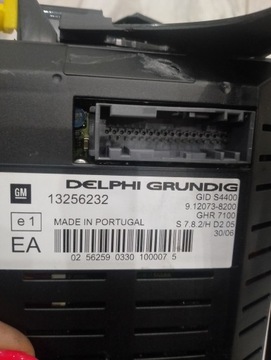 DELPHI GRUNDIG
GM
13256232
GID S4400
9.12073-8200
GHR 7100
e1
MADE IN PORTUGAL
S 7.8.2/H D2.05
30/06
EA
02 56259 0330 100007 5